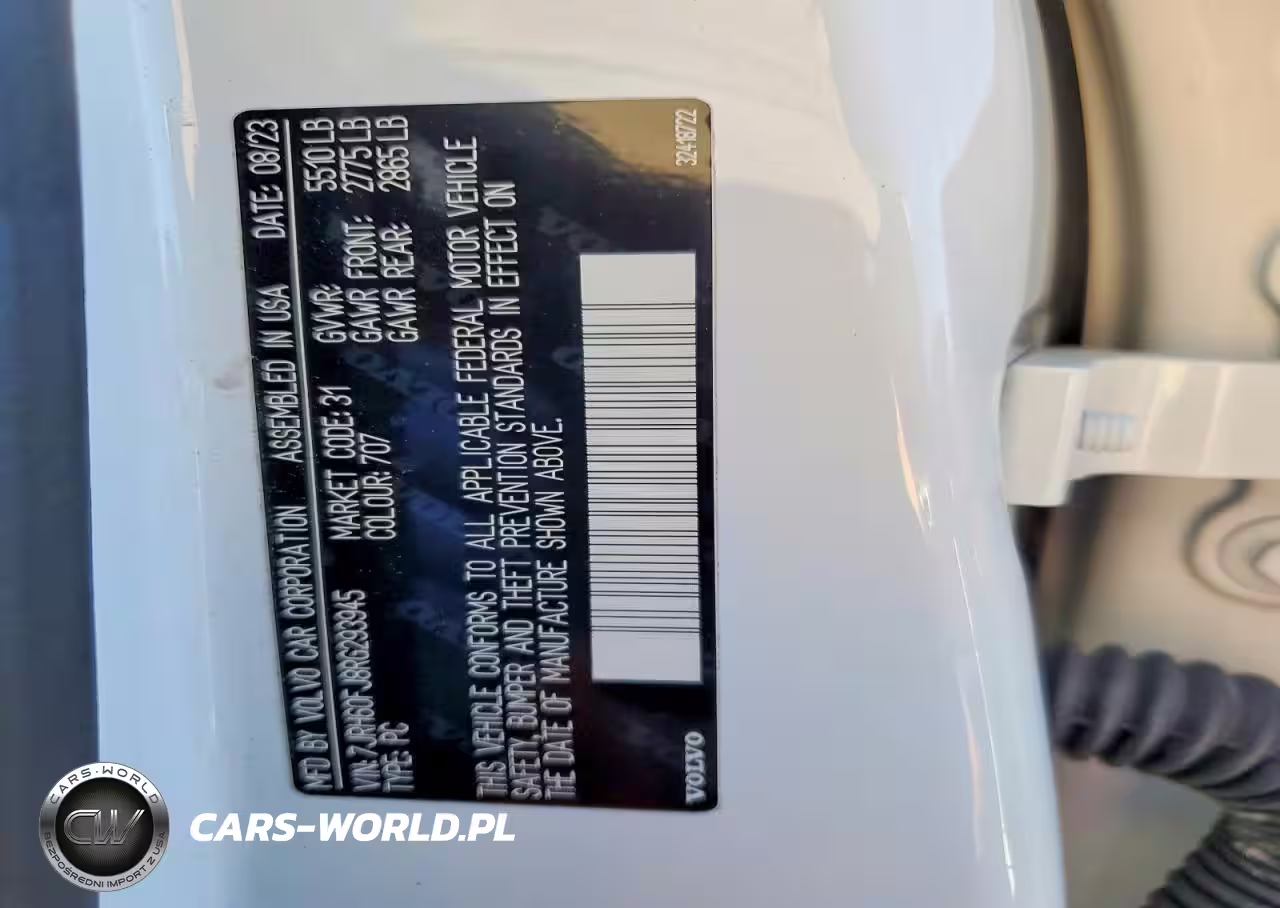 MFD BY VOLVO CAR CORPORATION ASSEMBLED IN USA DATE: 08/23
VIN: 7JRH60FJ8RG293945 MARKET CODE: 31 GVWR: 5510 LB
TYPE: PC COLOUR: 707 GAWR FRONT: 2775 LB
GAWR REAR: 2865 LB
THIS VEHICLE CONFORMS TO ALL APPLICABLE FEDERAL MOTOR VEHICLE
SAFETY, BUMPER AND THEFT PREVENTION STANDARDS IN EFFECT ON
THE DATE OF MANUFACTURE SHOWN ABOVE.
VOLVO
32418722
CARS-WORLD
CW
BEZPOŚREDNI IMPORT Z USA
CARS-WORLD.PL